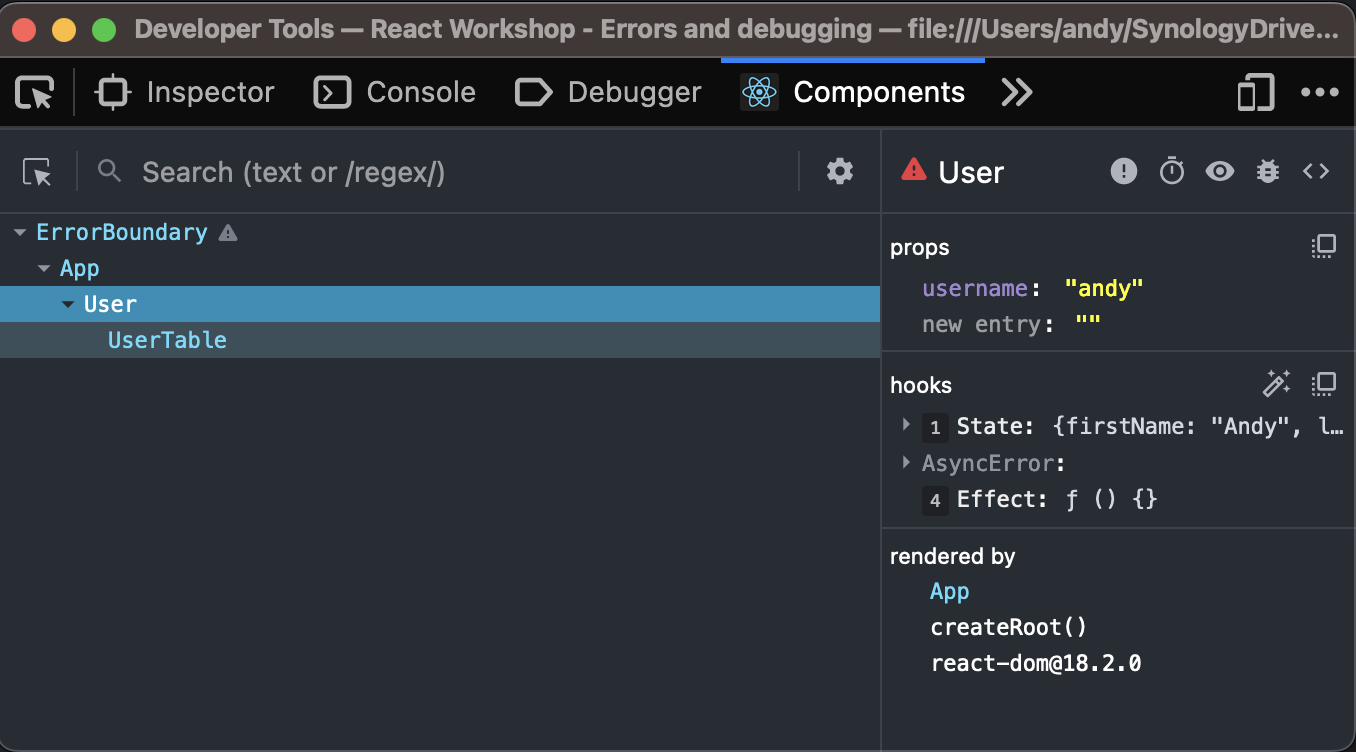 Developer Tools — React Workshop - Errors and debugging — file:///Users/andy/SynologyDrive...
Inspector Console Debugger Components
Search (text or /regex/)
User
ErrorBoundary
App
User
UserTable
props
username: "andy"
new entry: ""
hooks
1 State: {firstName: "Andy", l…
AsyncError:
4 Effect: ƒ () {}
rendered by
App
createRoot()
react-dom@18.2.0